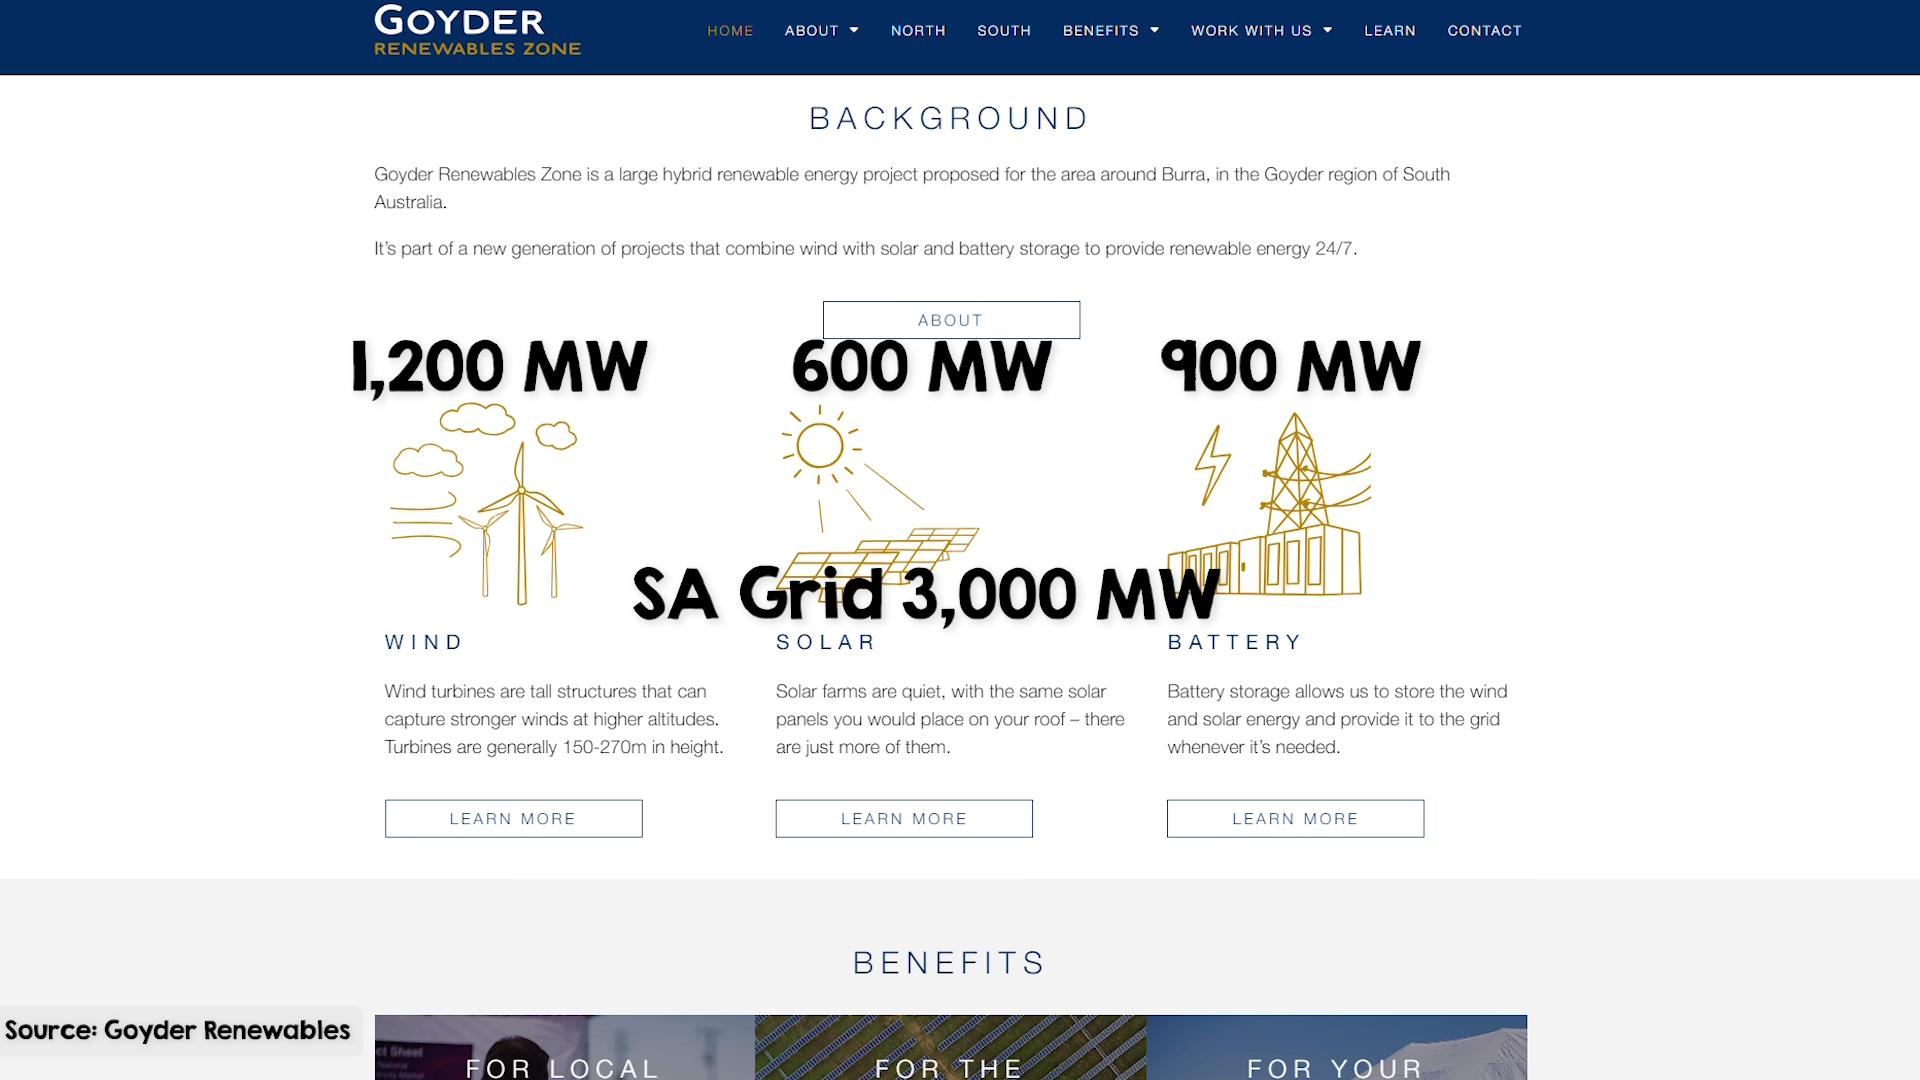 GOYDER
RENEWABLES ZONE
HOME ABOUT NORTH SOUTH BENEFITS WORK WITH US LEARN CONTACT
BACKGROUND
Goyder Renewables Zone is a large hybrid renewable energy project proposed for the area around Burra, in the Goyder region of South
Australia.
It's part of a new generation of projects that combine wind with solar and battery storage to provide renewable energy 24/7.
ABOUT
1,200 MW 600 MW 900 MW
SA Grid 3,000 MW
WIND
Wind turbines are tall structures that can
capture stronger winds at higher altitudes.
Turbines are generally 150-270m in height.
LEARN MORE
SOLAR
Solar farms are quiet, with the same solar
panels you would place on your roof – there
are just more of them.
LEARN MORE
BATTERY
Battery storage allows us to store the wind
and solar energy and provide it to the grid
whenever it's needed.
LEARN MORE
BENEFITS
Source: Goyder Renewables
ct Sheet
FOR LOCAL
FOR THE
FOR YOUR